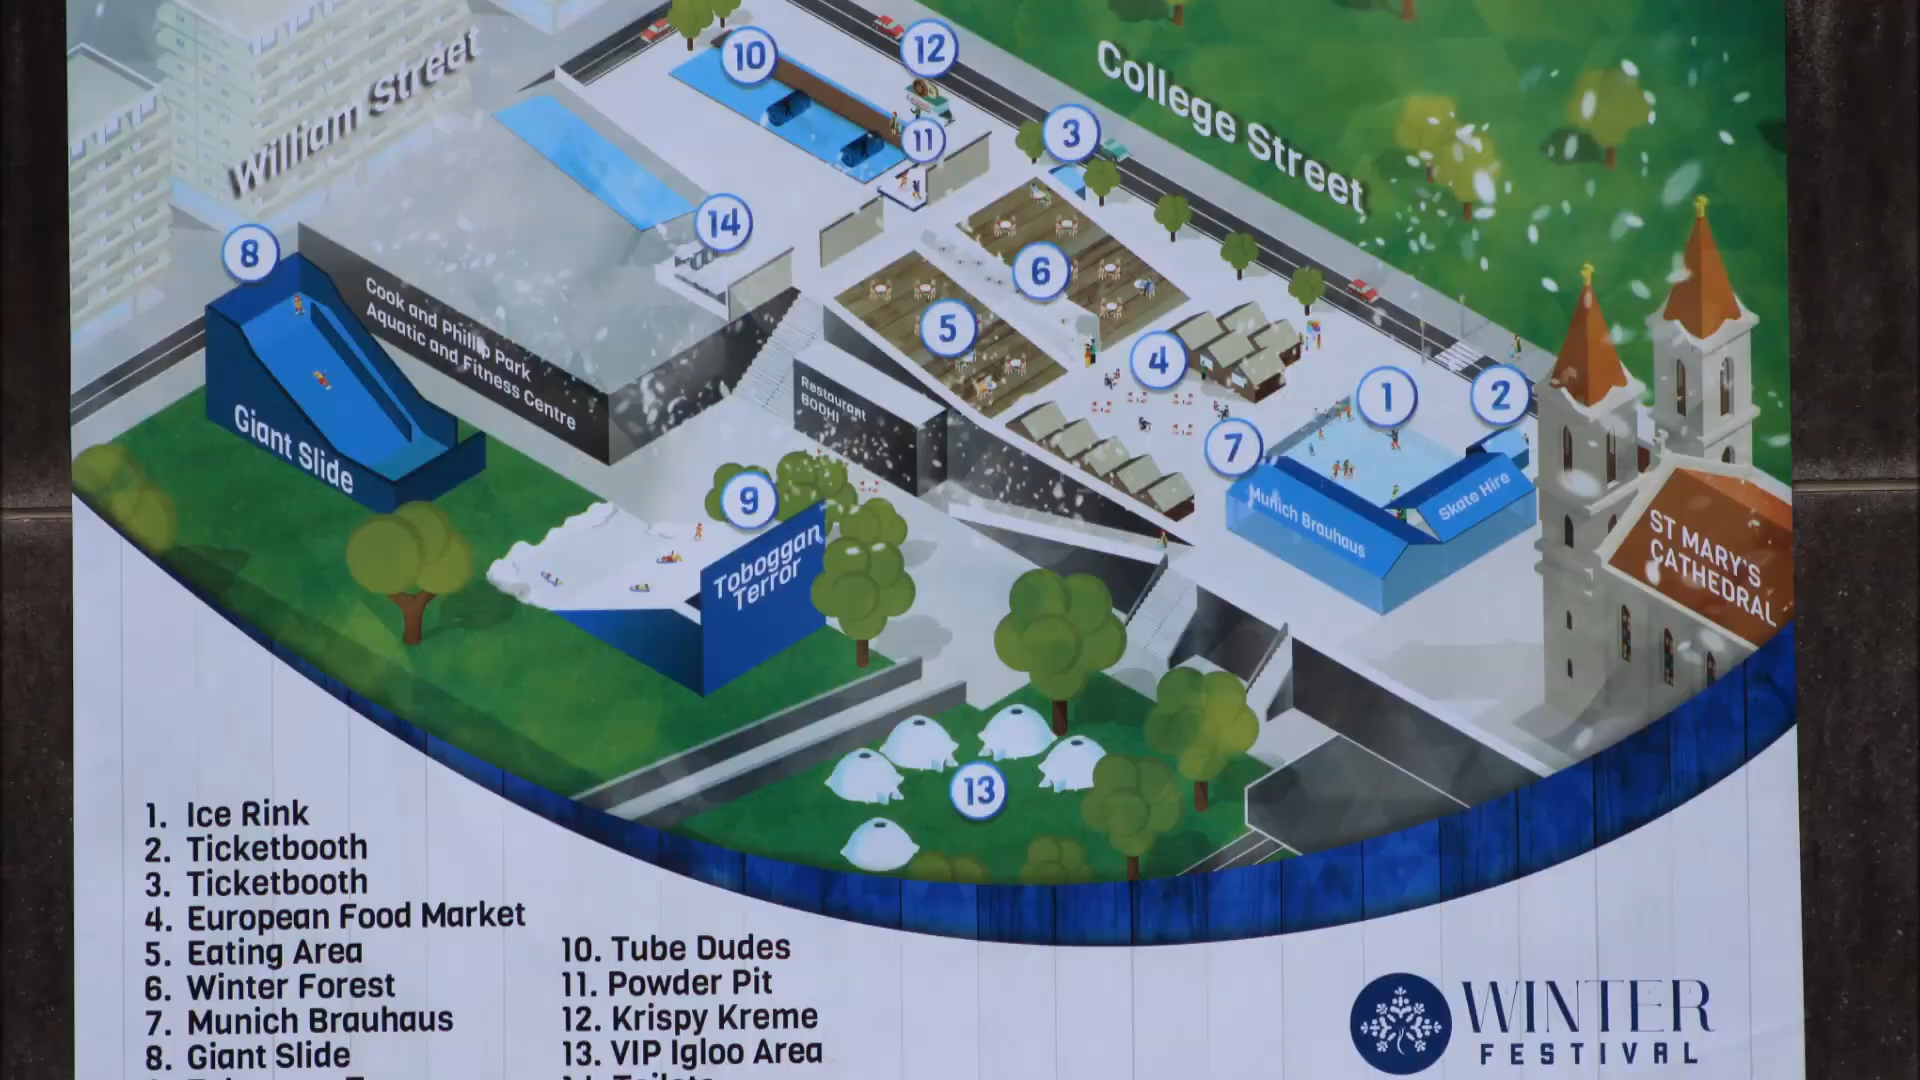 William Street
College Street
10
12
11
3
14
8
6
5
4
1
2
7
9
13
Cook and Phillip Park
Aquatic and Fitness Centre
Restaurant
BODHI
Giant Slide
Toboggan
Terror
Munich Brauhaus
Skate Hire
ST MARY'S
CATHEDRAL
1. Ice Rink
2. Ticketbooth
3. Ticketbooth
4. European Food Market
5. Eating Area
6. Winter Forest
7. Munich Brauhaus
8. Giant Slide
10. Tube Dudes
11. Powder Pit
12. Krispy Kreme
13. VIP Igloo Area
WINTER
FESTIVAL